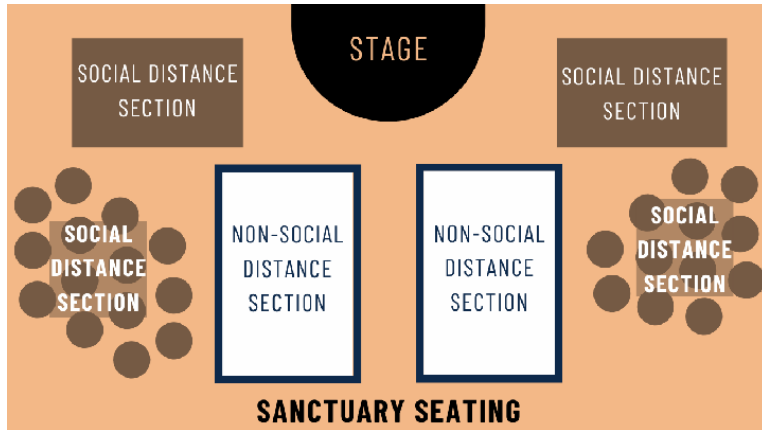 STAGE
SOCIAL DISTANCE
SECTION
SOCIAL DISTANCE
SECTION
SOCIAL
DISTANCE
SECTION
NON-SOCIAL
DISTANCE
SECTION
NON-SOCIAL
DISTANCE
SECTION
SOCIAL
DISTANCE
SECTION
SANCTUARY SEATING